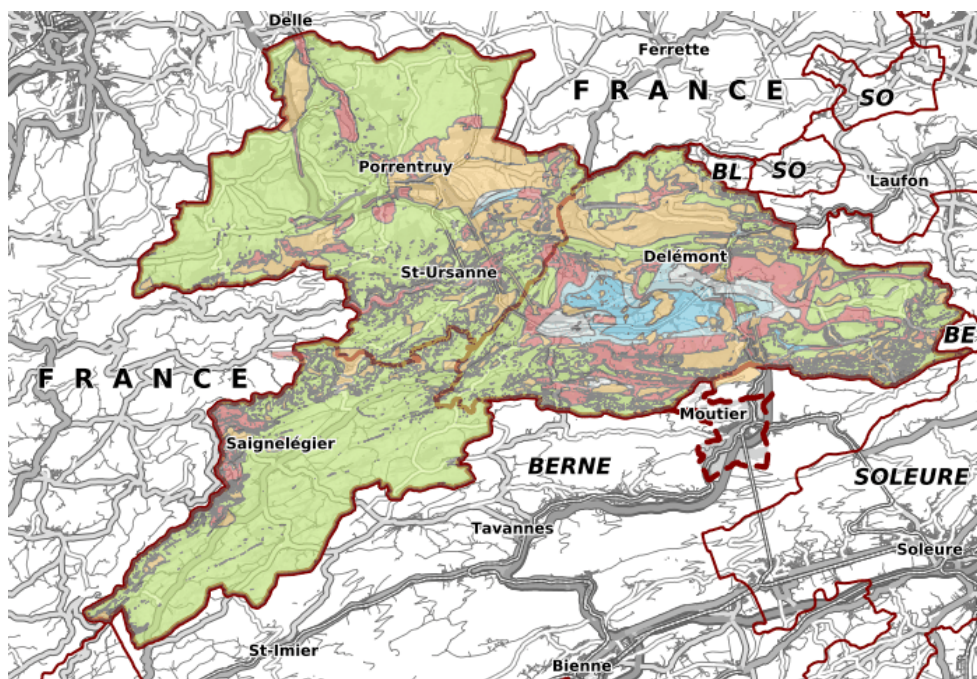 Delle
Ferrette
F R A N C E
SO
Porrentruy
BL
SO
Laufon
St-Ursanne
Delémont
BE
F R A N C E
Moutier
Saignelégier
BERNE
SOLEURE
Tavannes
Soleure
St-Imier
Bienne